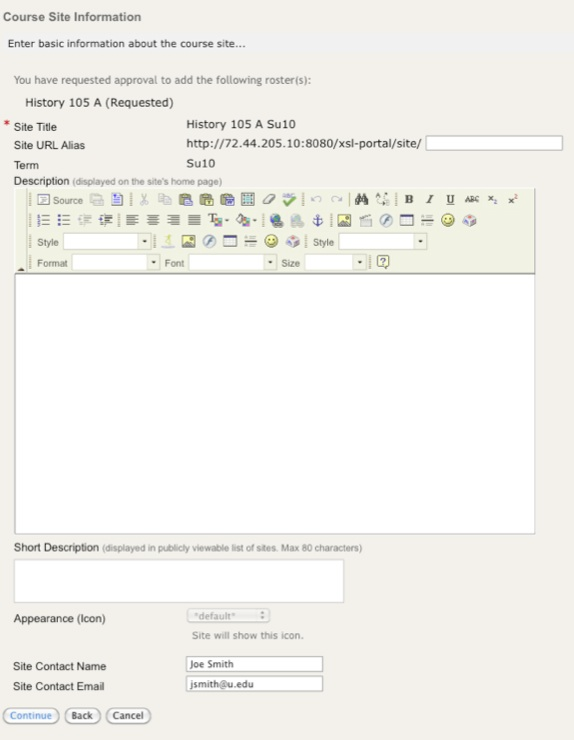 Course Site Information
Enter basic information about the course site...
You have requested approval to add the following roster(s):
History 105 A (Requested)
* Site Title History 105 A Su10
Site URL Alias http://72.44.205.10:8080/xsl-portal/site/
Term Su10
Description (displayed on the site's home page)
Source B I U ABC x₂ x²
Style Style
Format Font Size
Short Description (displayed in publicly viewable list of sites. Max 80 characters)
Appearance (Icon) *default*
Site will show this icon.
Site Contact Name Joe Smith
Site Contact Email jsmith@u.edu
Continue Back Cancel